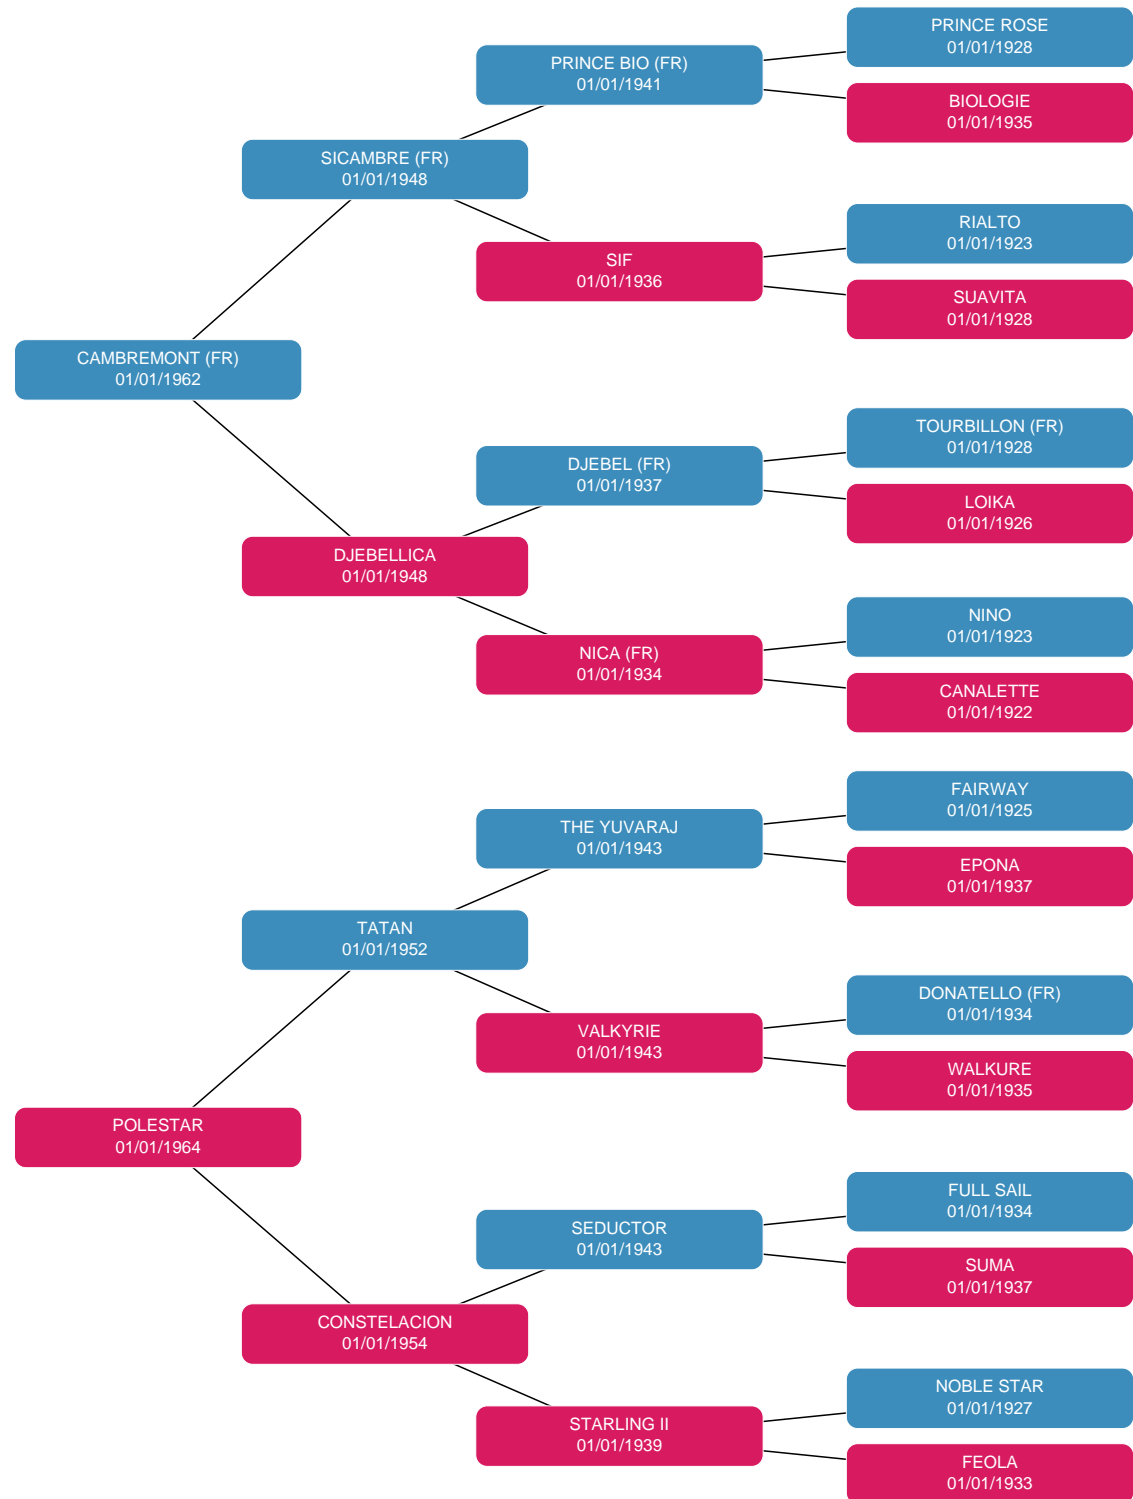 PRINCE ROSE
01/01/1928
PRINCE BIO (FR)
01/01/1941
BIOLOGIE
01/01/1935
SICAMBRE (FR)
01/01/1948
RIALTO
01/01/1923
SIF
01/01/1936
SUAVITA
01/01/1928
CAMBREMONT (FR)
01/01/1962
TOURBILLON (FR)
01/01/1928
DJEBEL (FR)
01/01/1937
LOIKA
01/01/1926
DJEBELLICA
01/01/1948
NINO
01/01/1923
NICA (FR)
01/01/1934
CANALETTE
01/01/1922
FAIRWAY
01/01/1925
THE YUVARAJ
01/01/1943
EPONA
01/01/1937
TATAN
01/01/1952
DONATELLO (FR)
01/01/1934
VALKYRIE
01/01/1943
WALKURE
01/01/1935
POLESTAR
01/01/1964
FULL SAIL
01/01/1934
SEDUCTOR
01/01/1943
SUMA
01/01/1937
CONSTELACION
01/01/1954
NOBLE STAR
01/01/1927
STARLING II
01/01/1939
FEOLA
01/01/1933